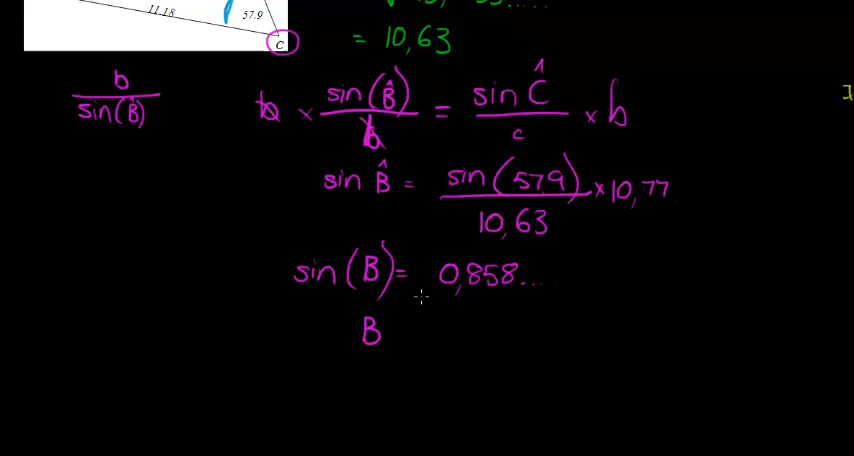 11.18
57.9
C
= 10,63
b / sin(B̂)
b × sin(B̂) / b = sin Ĉ / c × b
sin B̂ = sin(57,9) / 10,63 × 10,77
sin(B) = 0,858...
B